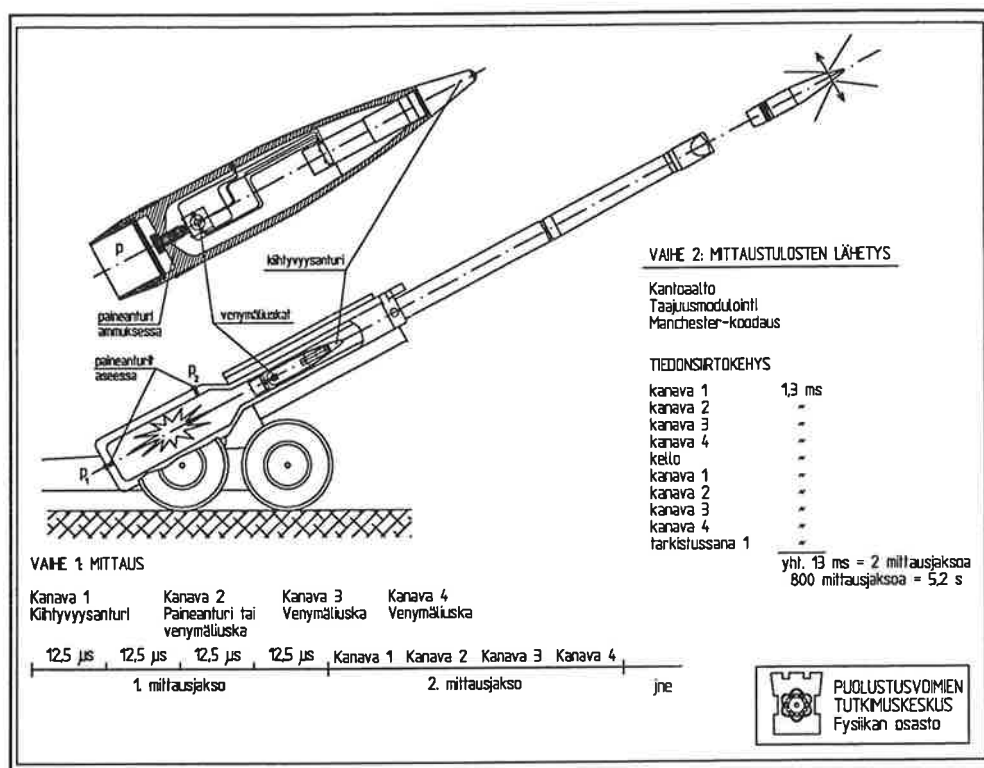 P
kiihtyvyysanturi
paineanturi
ammuksessa
venymäliuskat
paineanturit
aseessa
P₂
P₁
VAIHE 2: MITTAUSTULOSTEN LÄHETYS
Kantoaalto
Taajuusmodulointi
Manchester-koodaus
TIEDONSIIRTOKEHYS
kanava 1 1,3 ms
kanava 2 "
kanava 3 "
kanava 4 "
kello "
kanava 1 "
kanava 2 "
kanava 3 "
kanava 4 "
tarkistussana 1 "
yht. 13 ms = 2 mittausjaksoa
800 mittausjaksoa = 5,2 s
VAIHE 1: MITTAUS
Kanava 1 Kanava 2 Kanava 3 Kanava 4
Kiihtyvyysanturi Paineanturi tai Venymäliuska Venymäliuska
venymäliuska
12,5 µs 12,5 µs 12,5 µs 12,5 µs Kanava 1 Kanava 2 Kanava 3 Kanava 4
1. mittausjakso 2. mittausjakso jne
PUOLUSTUSVOIMIEN
TUTKIMUSKESKUS
Fysiikan osasto